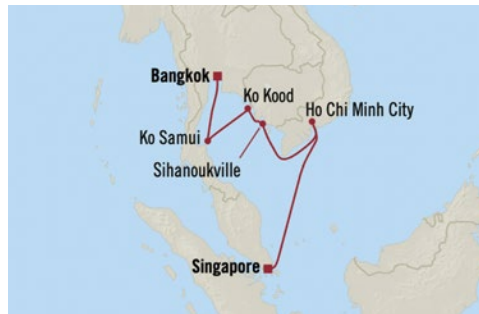 Bangkok
Ko Kood
Ho Chi Minh City
Ko Samui
Sihanoukville
Singapore